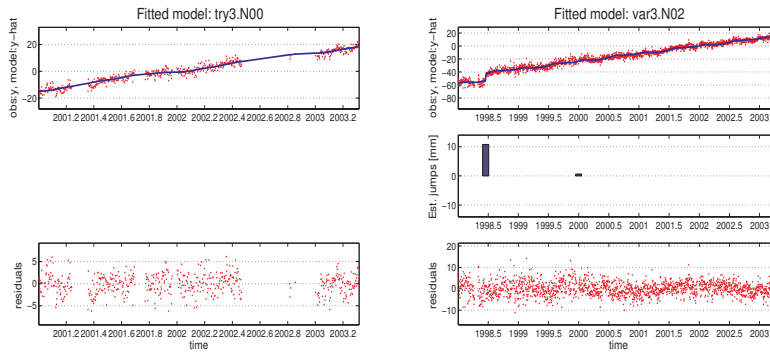 Fitted model: try3.N00
obs:y, model:y-hat
20
0
-20
2001.2 2001.4 2001.6 2001.8 2002 2002.2 2002.4 2002.6 2002.8 2003 2003.2
residuals
5
0
-5
2001.2 2001.4 2001.6 2001.8 2002 2002.2 2002.4 2002.6 2002.8 2003 2003.2
time
Fitted model: var3.N02
obs:y, model:y-hat
20
0
-20
-40
-60
-80
1998.5 1999 1999.5 2000 2000.5 2001 2001.5 2002 2002.5 2003
Est. jumps [mm]
10
0
-10
1998.5 1999 1999.5 2000 2000.5 2001 2001.5 2002 2002.5 2003
residuals
20
10
0
-10
1998.5 1999 1999.5 2000 2000.5 2001 2001.5 2002 2002.5 2003
time